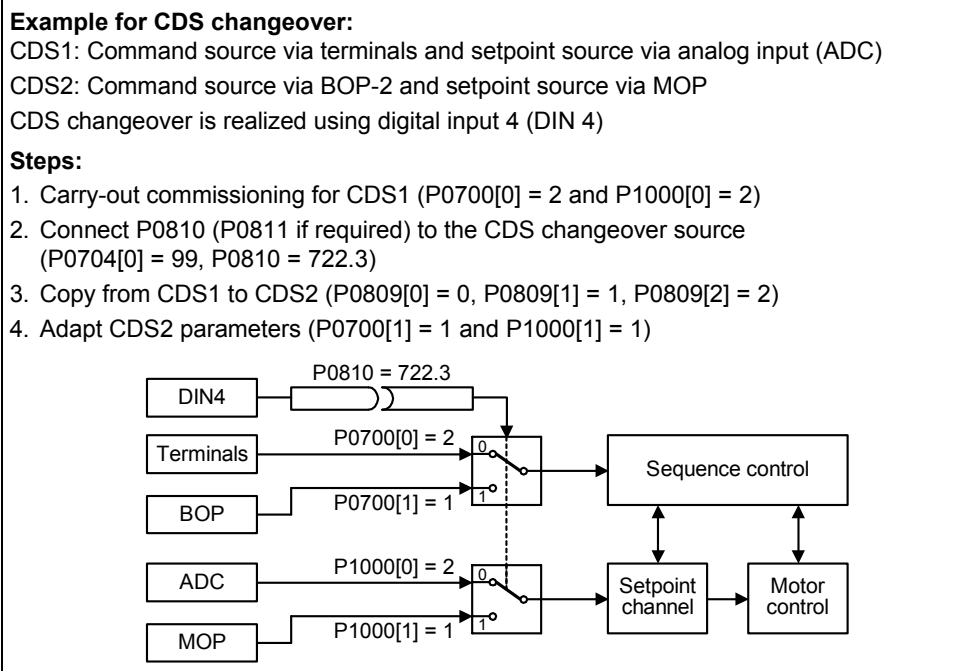 Example for CDS changeover:
CDS1: Command source via terminals and setpoint source via analog input (ADC)
CDS2: Command source via BOP-2 and setpoint source via MOP
CDS changeover is realized using digital input 4 (DIN 4)
Steps:
1. Carry-out commissioning for CDS1 (P0700[0] = 2 and P1000[0] = 2)
2. Connect P0810 (P0811 if required) to the CDS changeover source
(P0704[0] = 99, P0810 = 722.3)
3. Copy from CDS1 to CDS2 (P0809[0] = 0, P0809[1] = 1, P0809[2] = 2)
4. Adapt CDS2 parameters (P0700[1] = 1 and P1000[1] = 1)
P0810 = 722.3
DIN4
Terminals
P0700[0] = 2
0
Sequence control
BOP
P0700[1] = 1
1
ADC
P1000[0] = 2
0
Setpoint
channel
Motor
control
MOP
P1000[1] = 1
1